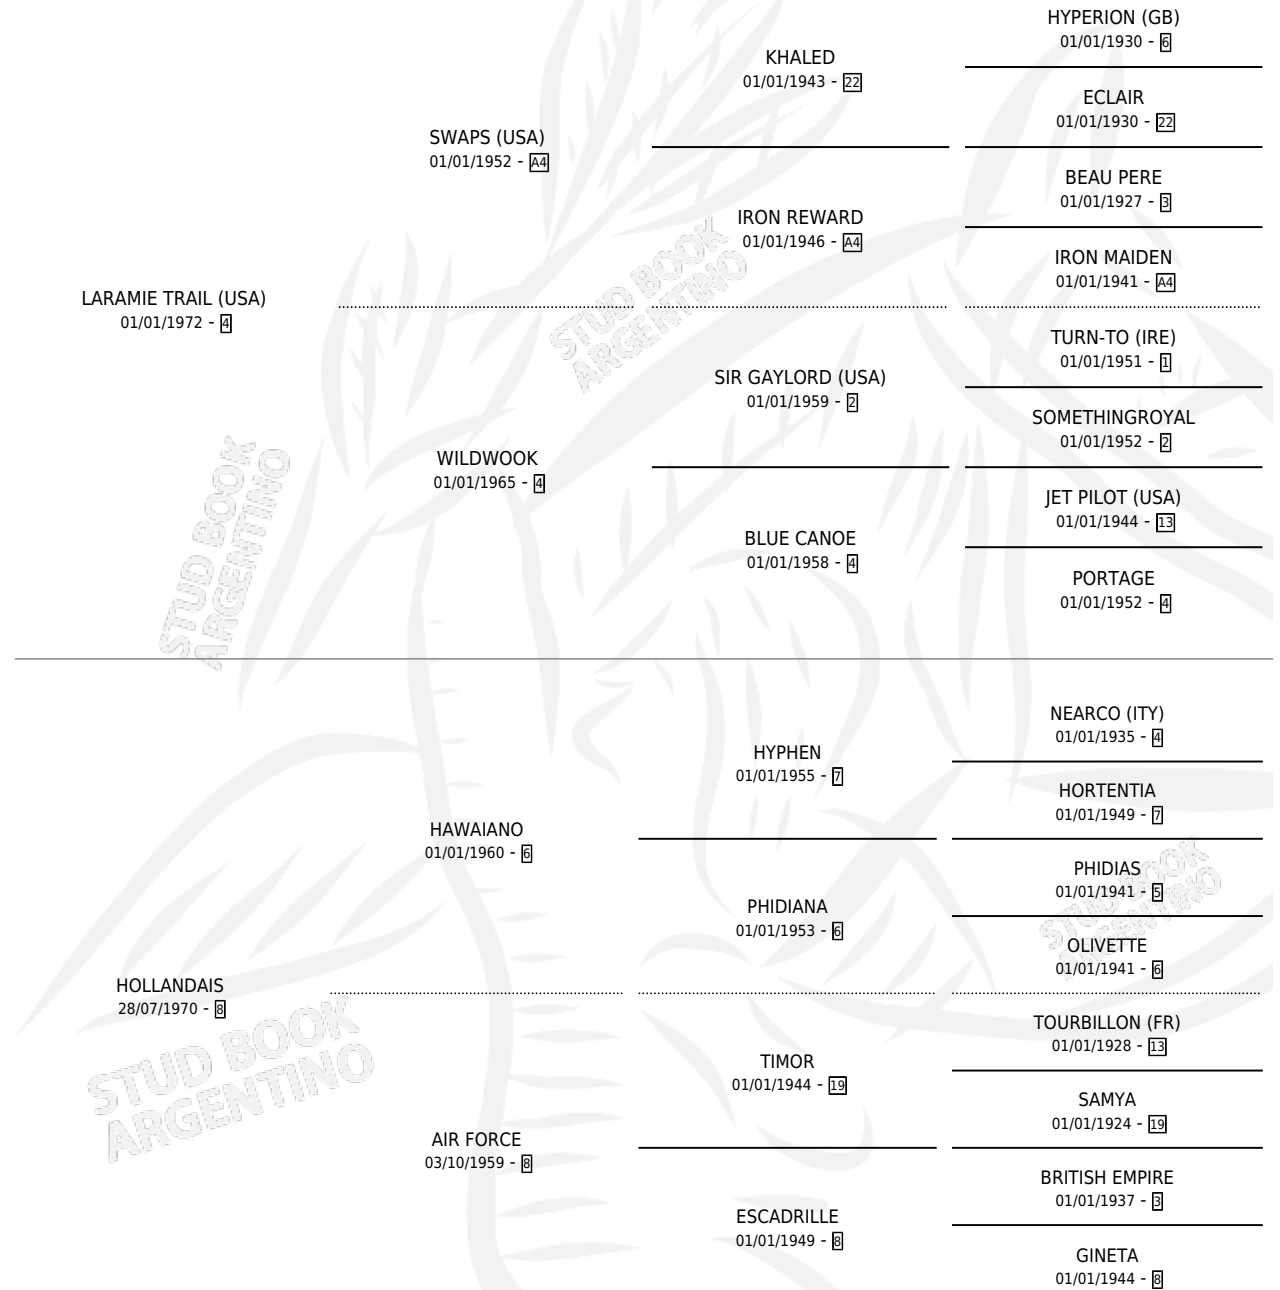 HYPERION (GB)
01/01/1930 - 6
KHALED
01/01/1943 - 22
ECLAIR
01/01/1930 - 22
SWAPS (USA)
01/01/1952 - A4
BEAU PERE
01/01/1927 - 3
IRON REWARD
01/01/1946 - A4
IRON MAIDEN
01/01/1941 - A4
LARAMIE TRAIL (USA)
01/01/1972 - 4
STUD BOOK
ARGENTINO
TURN-TO (IRE)
01/01/1951 - 1
SIR GAYLORD (USA)
01/01/1959 - 2
SOMETHINGROYAL
01/01/1952 - 2
WILDWOOK
01/01/1965 - 4
JET PILOT (USA)
01/01/1944 - 13
BLUE CANOE
01/01/1958 - 4
PORTAGE
01/01/1952 - 4
STUD BOOK
ARGENTINO
NEARCO (ITY)
01/01/1935 - 4
HYPHEN
01/01/1955 - 7
HORTENTIA
01/01/1949 - 7
HAWAIANO
01/01/1960 - 6
PHIDIAS
01/01/1941 - 5
PHIDIANA
01/01/1953 - 6
STUD BOOK
ARGENTINO
OLIVETTE
01/01/1941 - 6
HOLLANDAIS
28/07/1970 - 8
TOURBILLON (FR)
01/01/1928 - 13
TIMOR
01/01/1944 - 19
SAMYA
01/01/1924 - 19
STUD BOOK
ARGENTINO
AIR FORCE
03/10/1959 - 8
BRITISH EMPIRE
01/01/1937 - 3
ESCADRILLE
01/01/1949 - 8
GINETA
01/01/1944 - 8